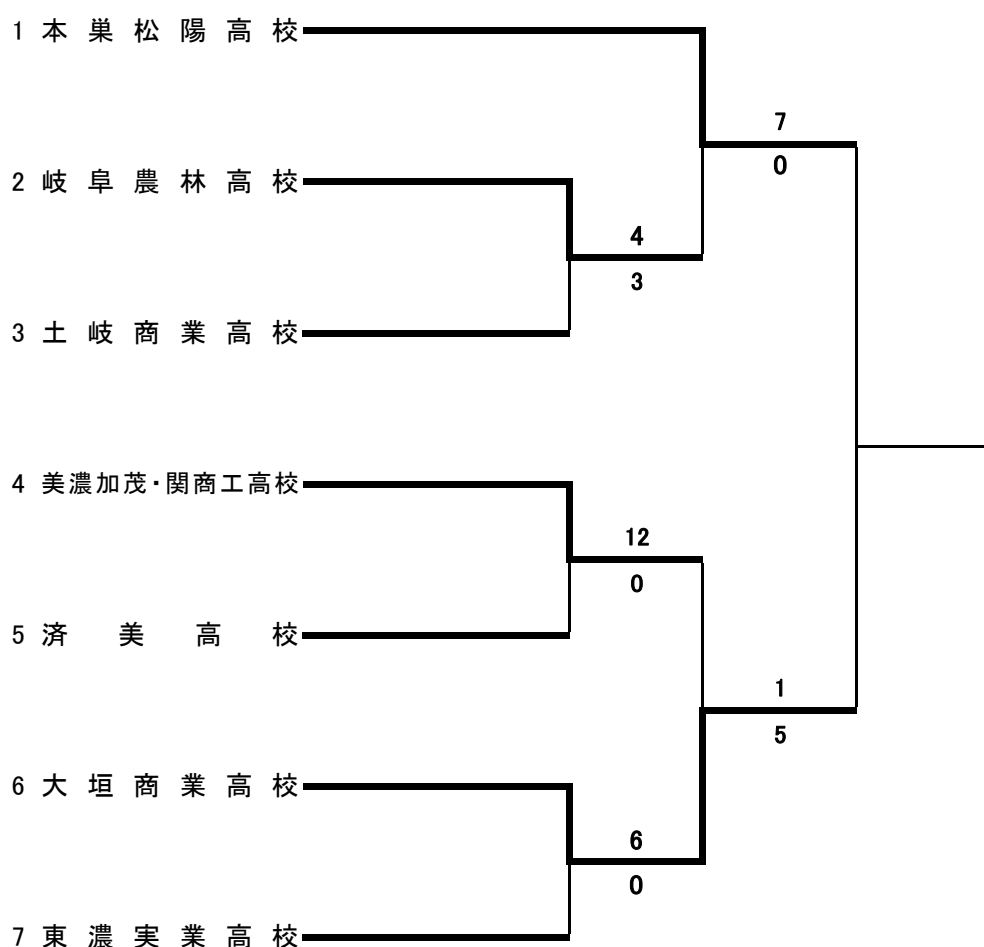 1 本巣松陽高校
7
0
2 岐阜農林高校
4
3
3 土岐商業高校
4 美濃加茂・関商工高校
12
0
5 済美高校
1
5
6 大垣商業高校
6
0
7 東濃実業高校